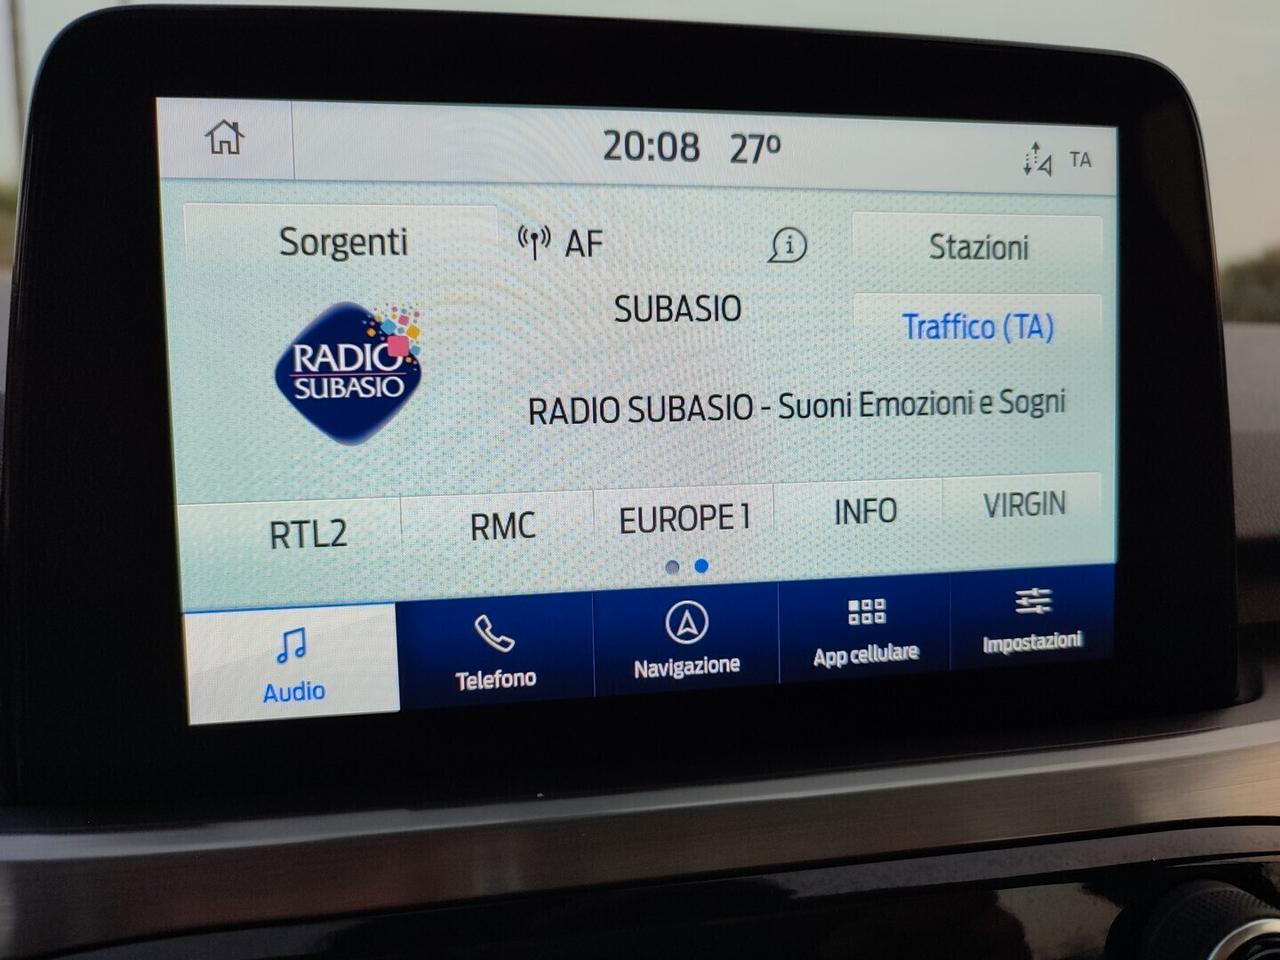 20:08 27º
TA
Sorgenti
AF
Stazioni
SUBASIO
Traffico (TA)
RADIO
SUBASIO
RADIO SUBASIO - Suoni Emozioni e Sogni
RTL2
RMC
EUROPE 1
INFO
VIRGIN
Audio
Telefono
Navigazione
App cellulare
Impostazioni